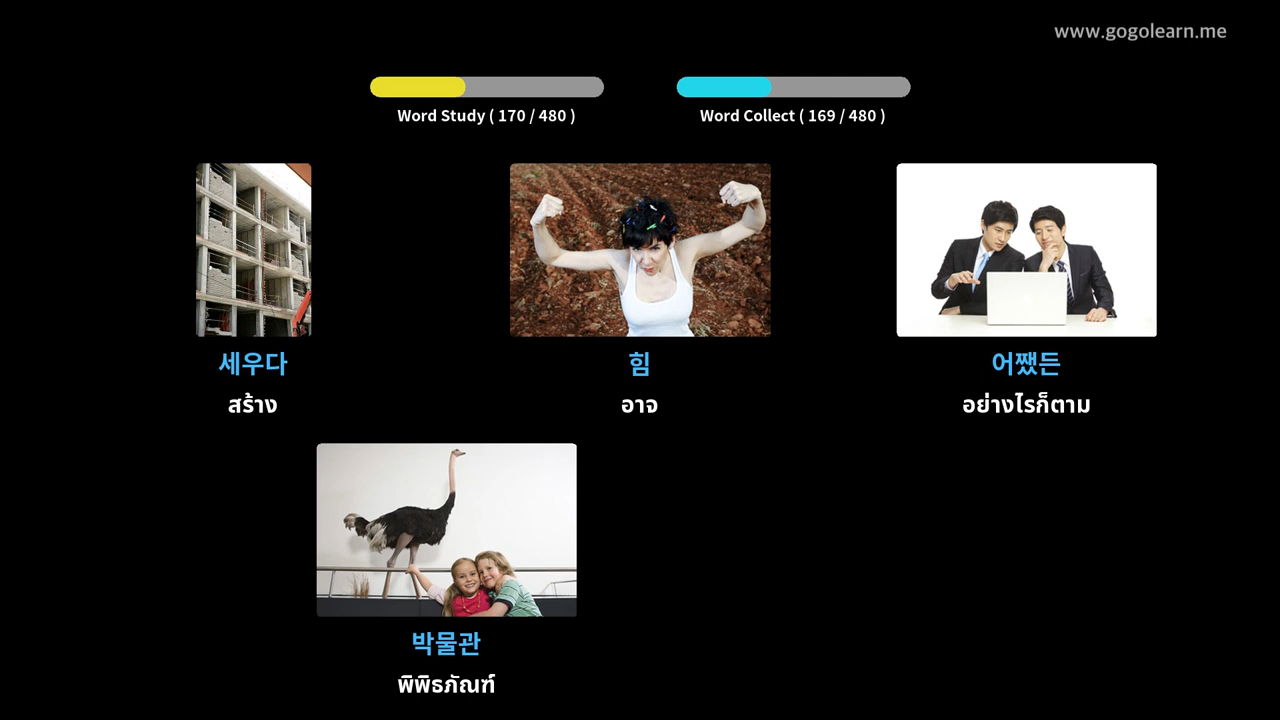 www.gogolearn.me
Word Study ( 170 / 480 )
Word Collect ( 169 / 480 )
세우다
สร้าง
힘
อาจ
어쨌든
อย่างไรก็ตาม
박물관
พิพิธภัณฑ์